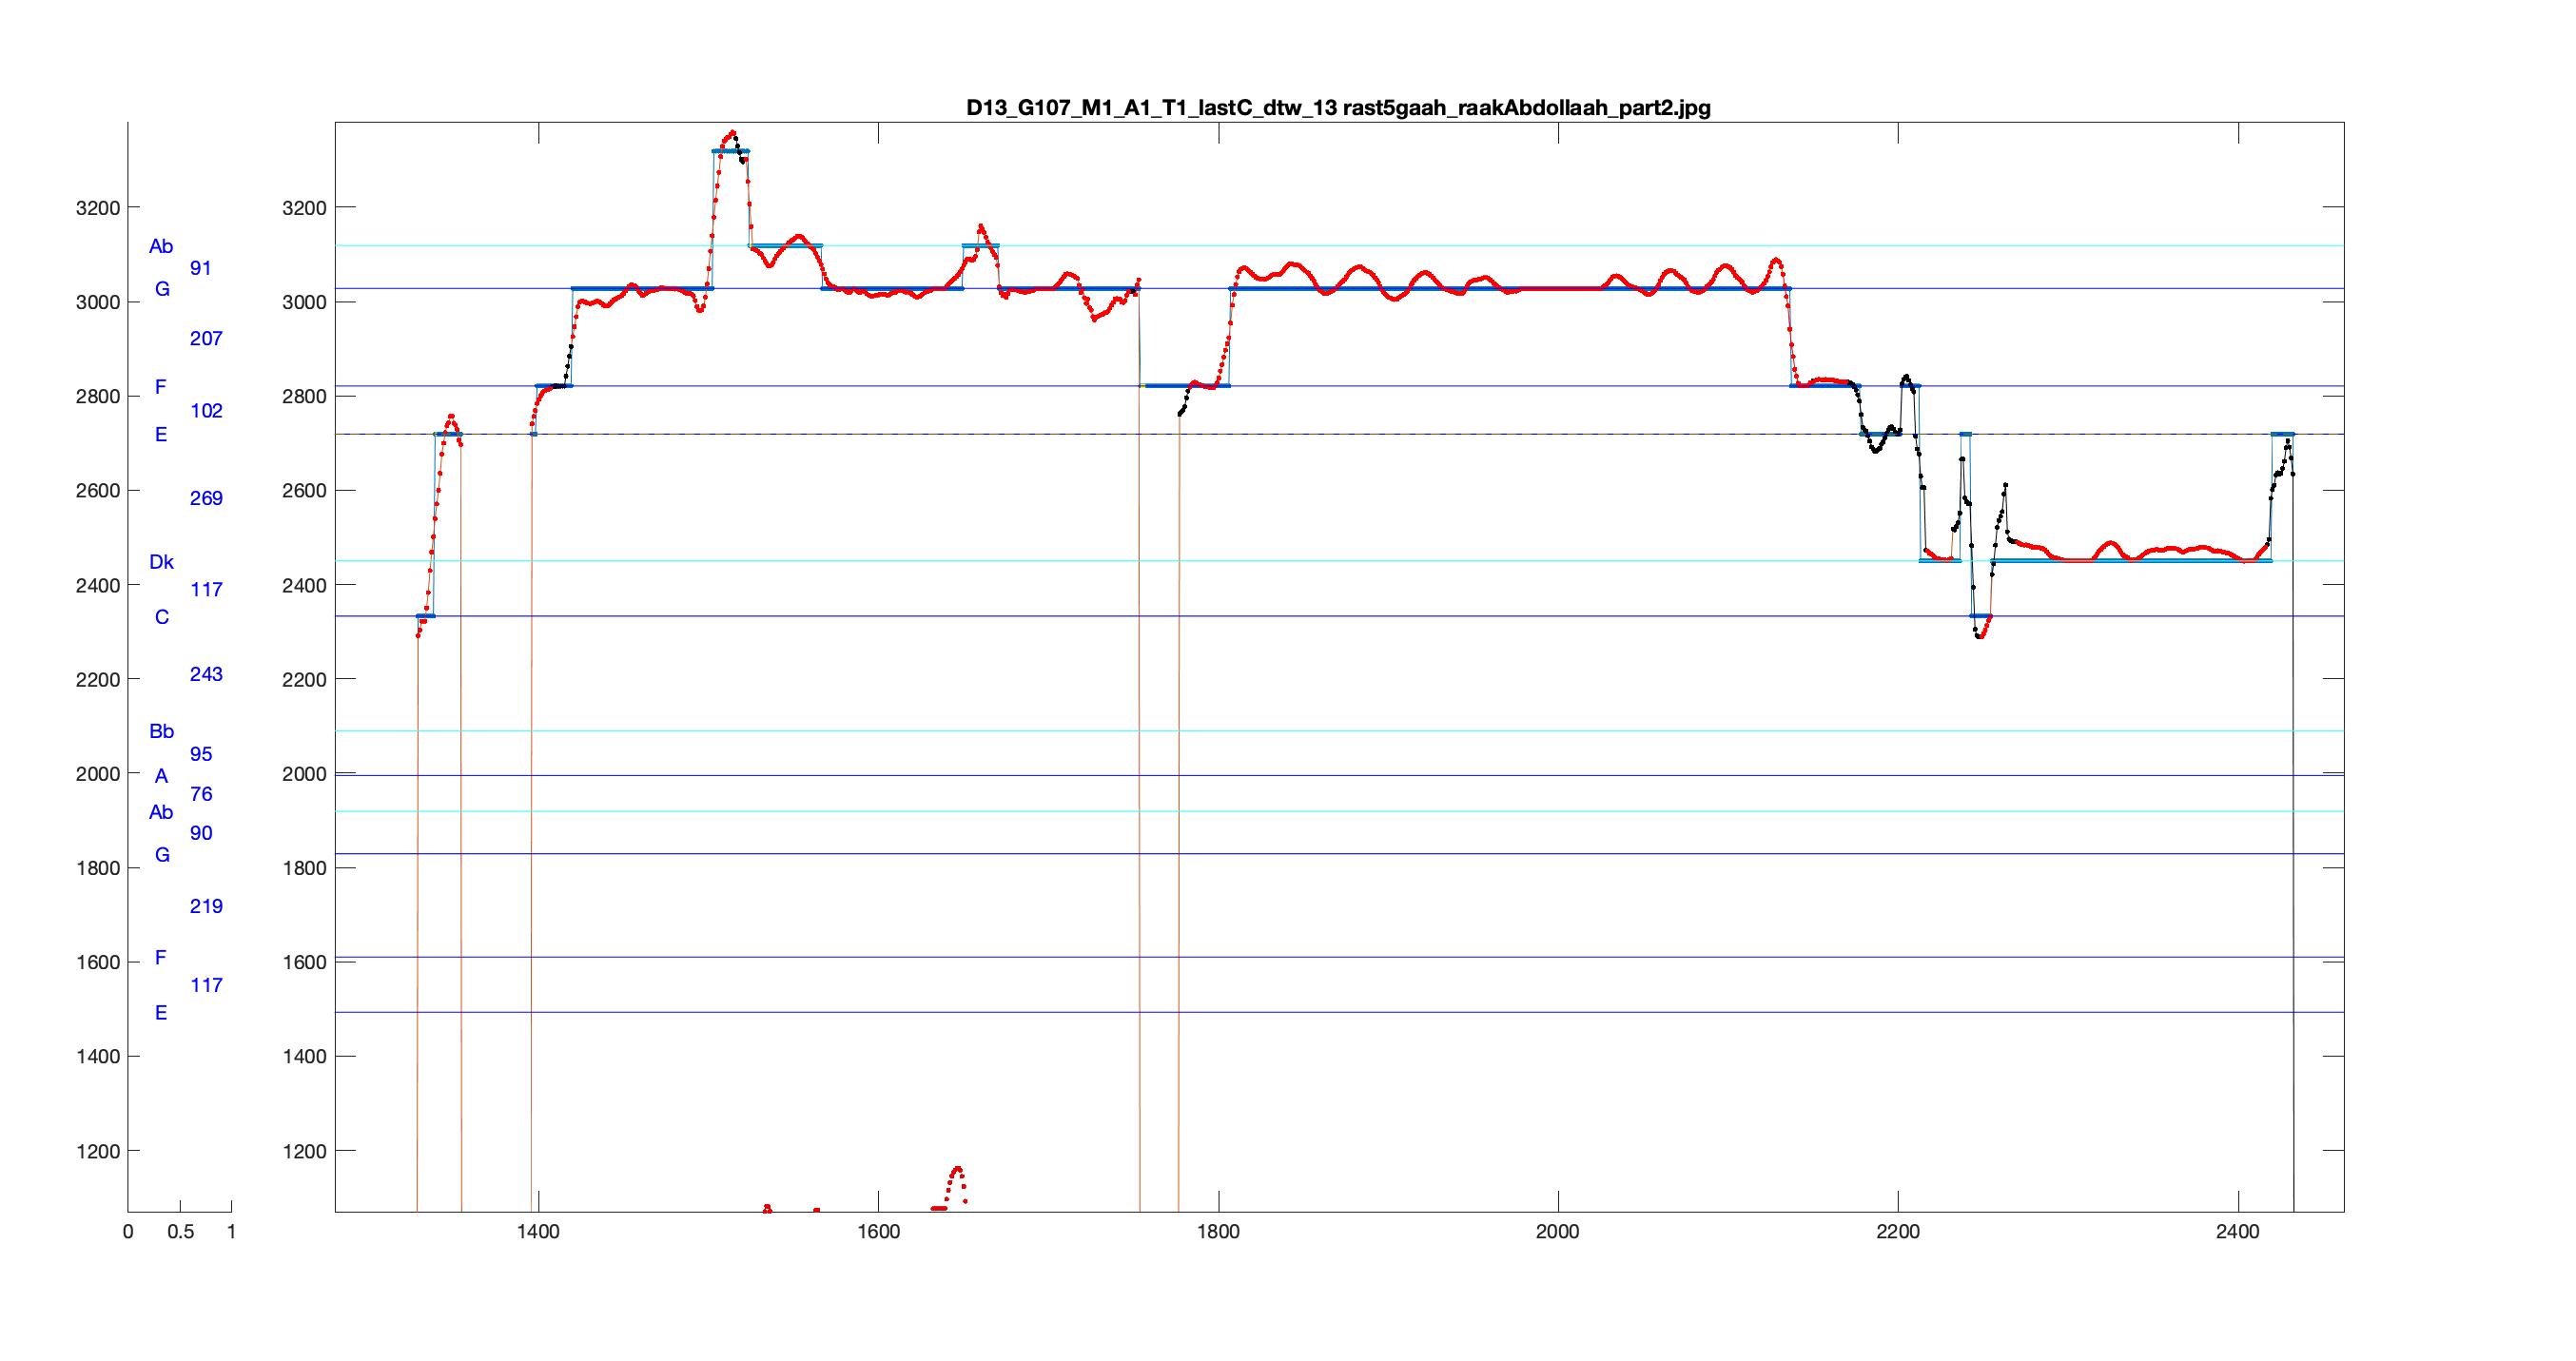 D13_G107_M1_A1_T1_lastC_dtw_13 rast5gaah_raakAbdollaah_part2.jpg
3200 3200
Ab
91
G
3000 3000
207
F
2800 2800
102
E
2600 269 2600
Dk
2400 117 2400
C
2200 243 2200
Bb
95
2000 A 2000
76
Ab
90
G
1800 1800
219
F
1600 1600
117
E
1400 1400
1200 1200
0 0.5 1 1400 1600 1800 2000 2200 2400